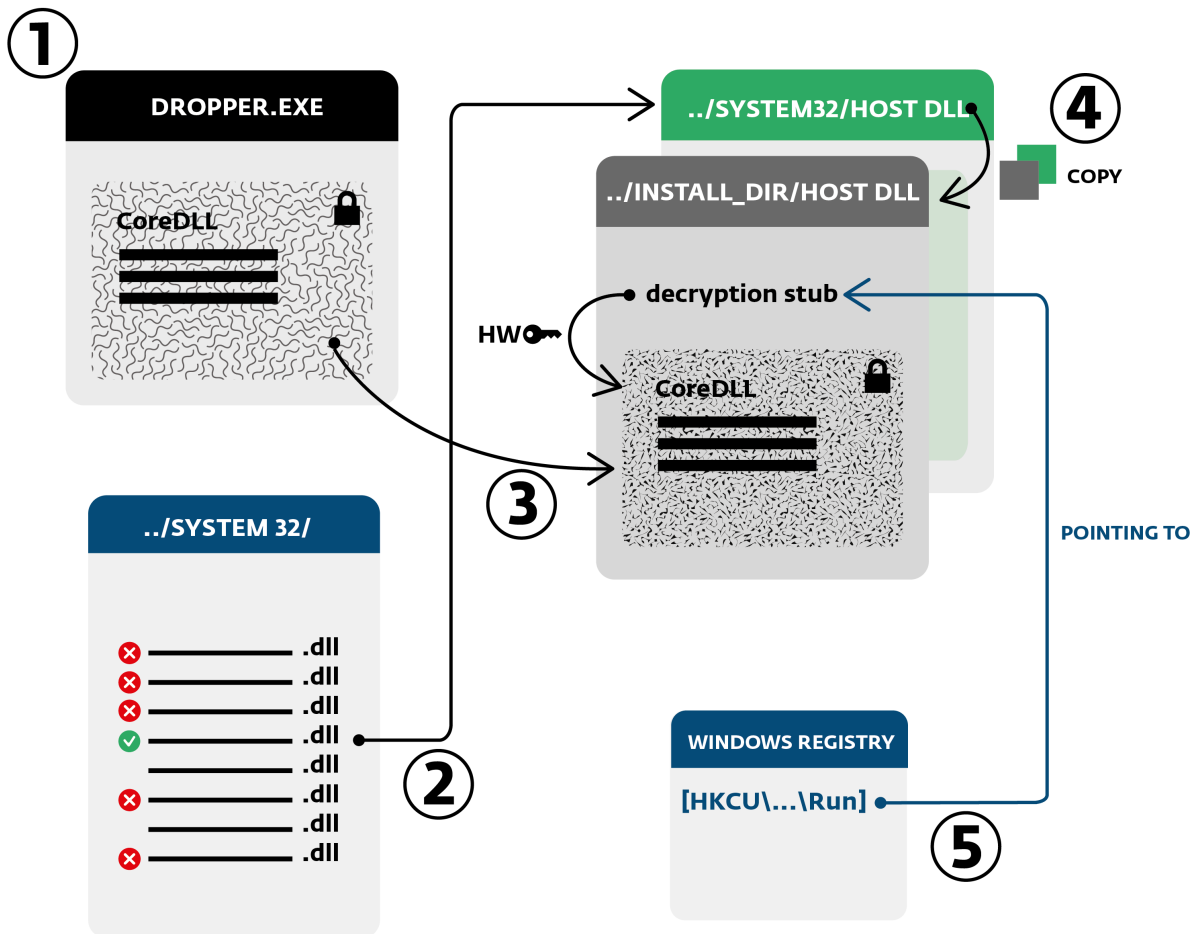 1
DROPPER.EXE
CoreDLL
../SYSTEM32/HOST DLL
4
COPY
../INSTALL_DIR/HOST DLL
decryption stub
HW
CoreDLL
3
../SYSTEM 32/
.dll
.dll
.dll
.dll
.dll
.dll
.dll
.dll
2
POINTING TO
WINDOWS REGISTRY
[HKCU\...\Run]
5